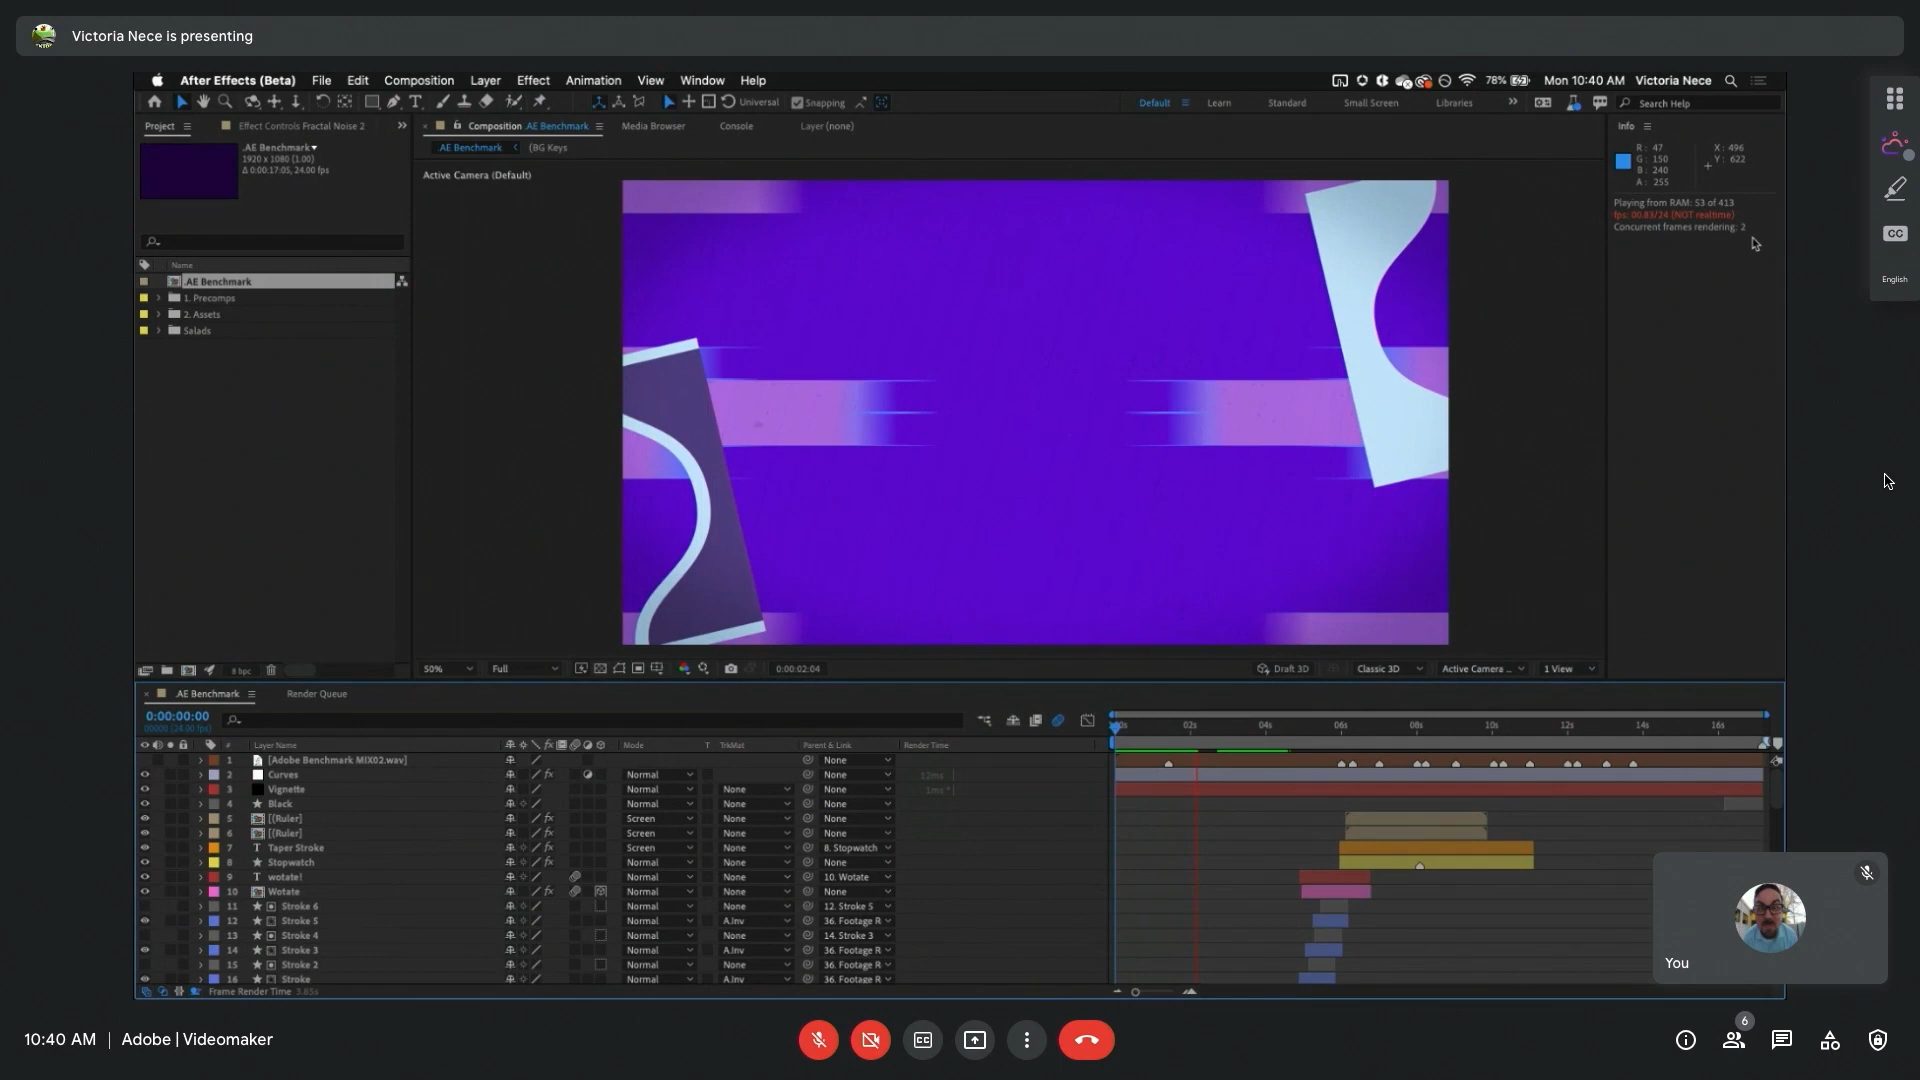 Victoria Nece is presenting
After Effects (Beta) File Edit Composition Layer Effect Animation View Window Help 78% Mon 10:40 AM Victoria Nece
Universal Snapping Default Learn Standard Small Screen Libraries Search Help
Project Effect Controls Fractal Noise 2 Composition .AE Benchmark Media Browser Console Layer (none) Info
.AE Benchmark
1920 x 1080 (1.00)
Δ 0:00:17:05, 24.00 fps
.AE Benchmark (BG Keys
Active Camera (Default)
R: 47 X: 496
G: 150 Y: 622
B: 240
A: 255
Playing from RAM: 53 of 413
fps: 00.83/24 (NOT realtime)
Concurrent frames rendering: 2
CC
English
Name
.AE Benchmark
1. Precomps
2. Assets
Salads
8 bpc
50% Full 0:00:02:04 Draft 3D Classic 3D Active Camera ... 1 View
.AE Benchmark Render Queue
0:00:00:00
00000 (24.00 fps)
02s 04s 06s 08s 10s 12s 14s 16s
# Layer Name Mode T TrkMat Parent & Link Render Time
1 [Adobe Benchmark MIX02.wav] None
2 Curves Normal None 12ms
3 Vignette Normal None None 1ms *
4 Black Normal None None
5 [(Ruler] Screen None None
6 [(Ruler] Screen None None
7 Taper Stroke Screen None 8. Stopwatch
8 Stopwatch Normal None None
9 wotate! Normal None 10. Wotate
10 Wotate Normal None None
11 Stroke 6 Normal None 12. Stroke 5
12 Stroke 5 Normal A.Inv 36. Footage R
13 Stroke 4 Normal None 14. Stroke 3
14 Stroke 3 Normal A.Inv 36. Footage R
15 Stroke 2 Normal None 36. Footage R
16 Stroke Normal A.Inv 36. Footage R
Frame Render Time 3.85s
You
10:40 AM | Adobe | Videomaker
6